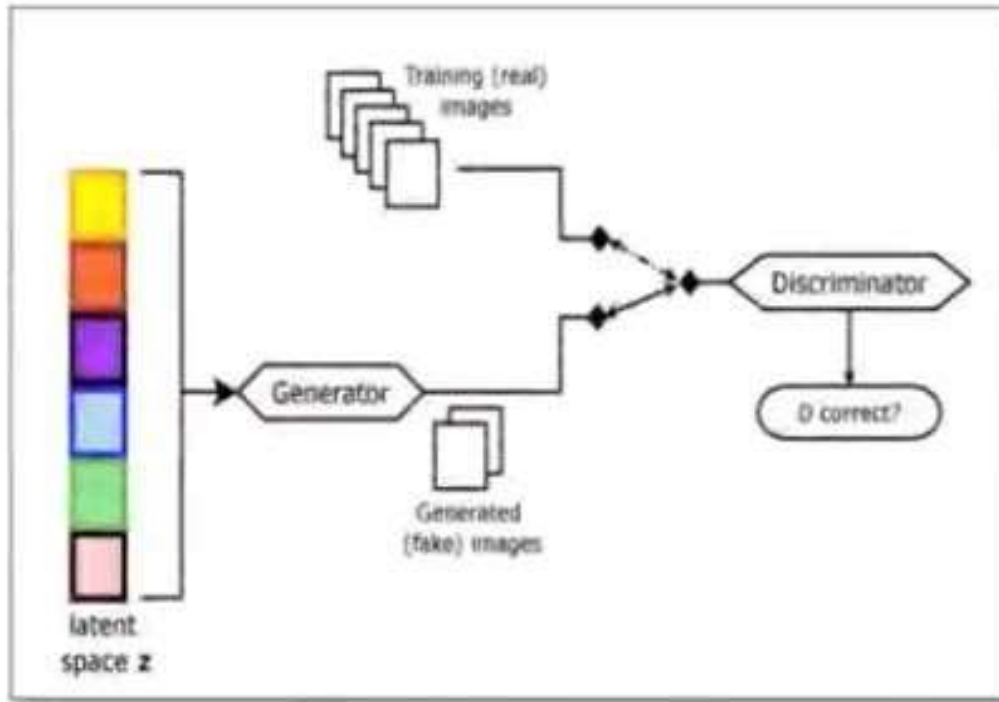 Training (real)
images
Discriminator
Generator
D correct?
Generated
(fake) images
latent
space z